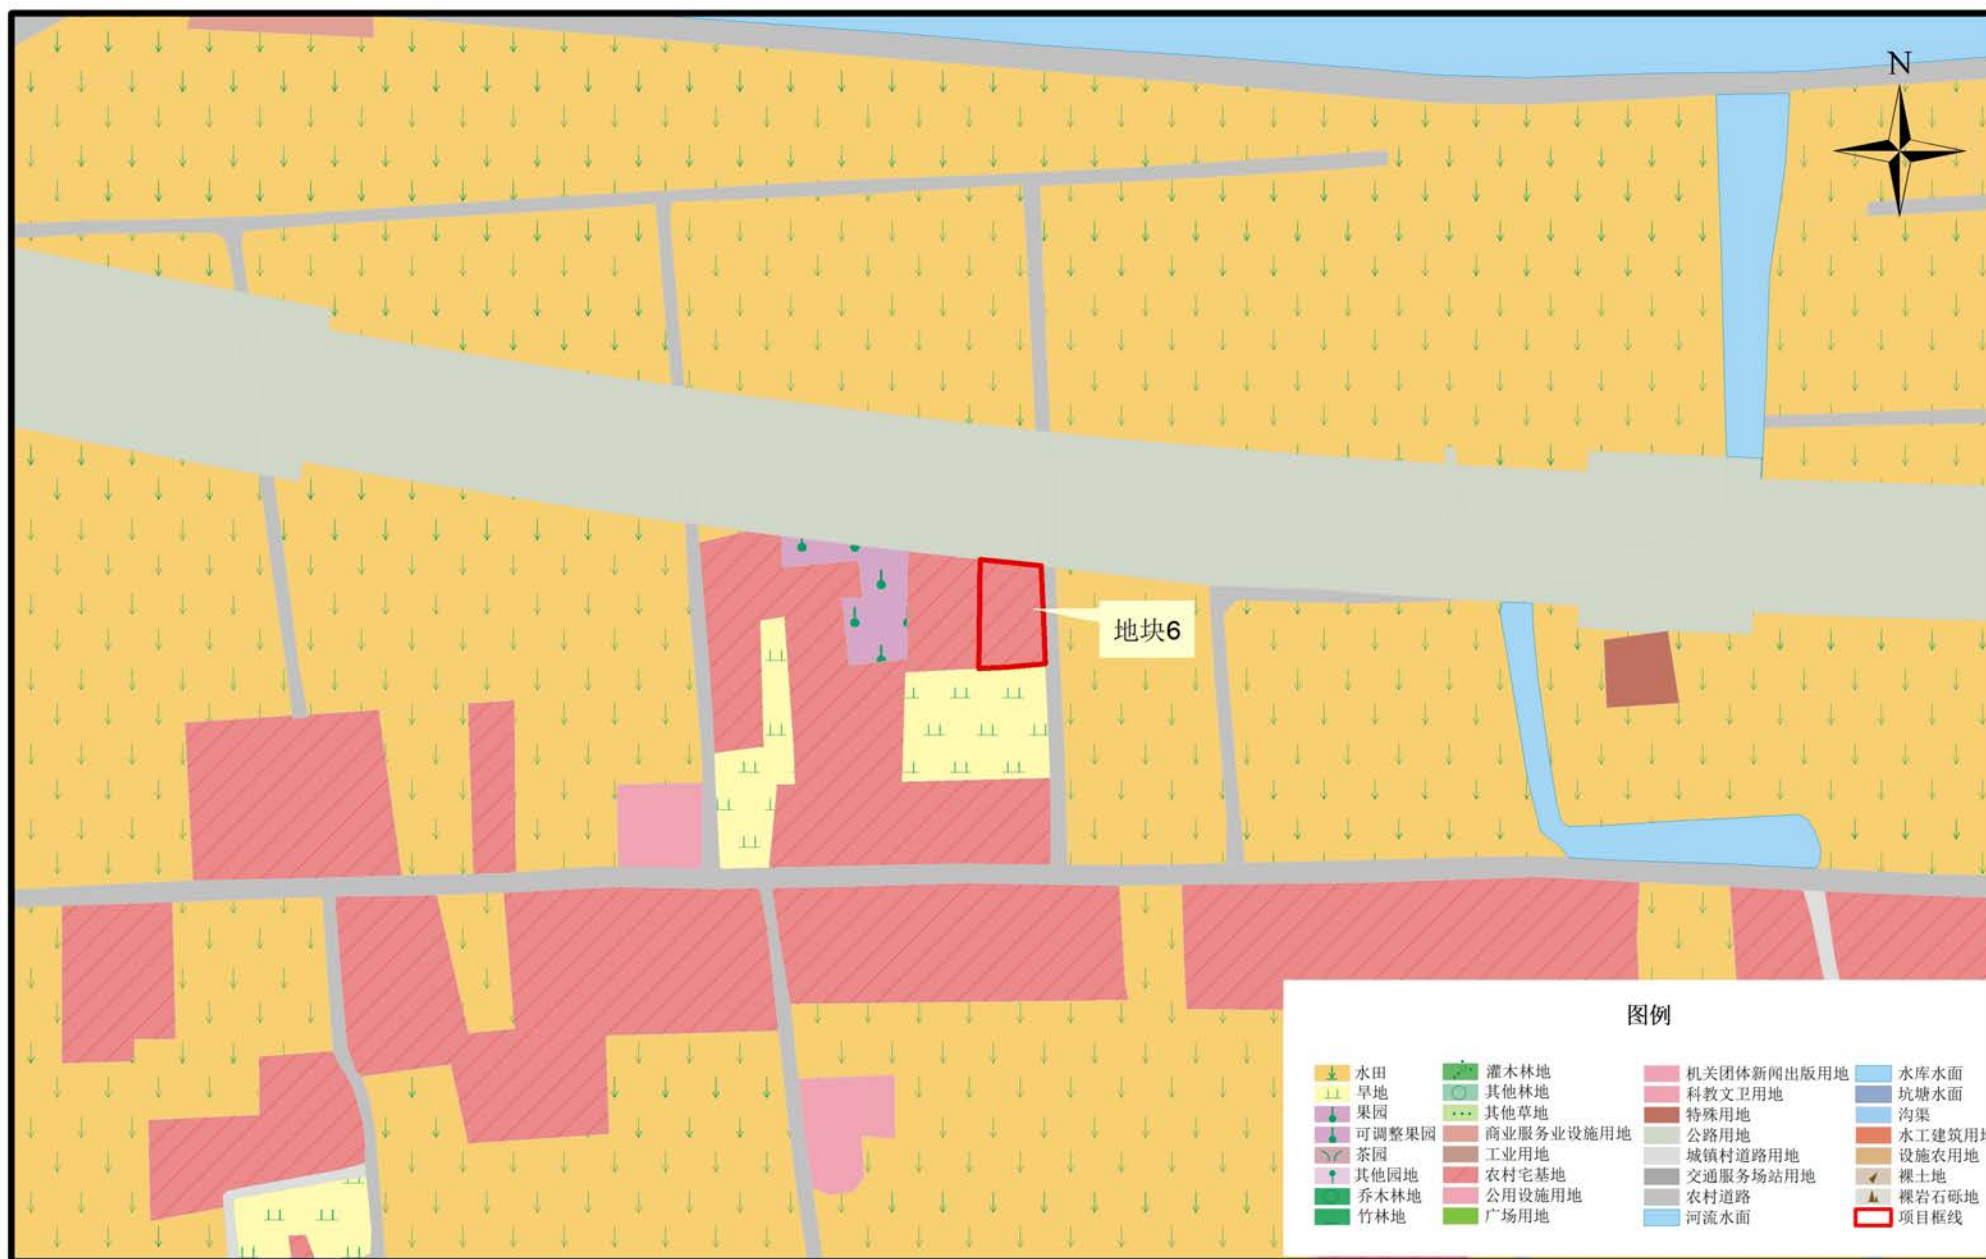 N
地块6
图例
水田
旱地
果园
可调整果园
茶园
其他园地
乔木林地
竹林地
灌木林地
其他林地
其他草地
商业服务业设施用地
工业用地
农村宅基地
公用设施用地
广场用地
机关团体新闻出版用地
科教文卫用地
特殊用地
公路用地
城镇村道路用地
交通服务场站用地
农村道路
河流水面
水库水面
坑塘水面
沟渠
水工建筑用地
设施农用地
裸土地
裸岩石砾地
项目框线